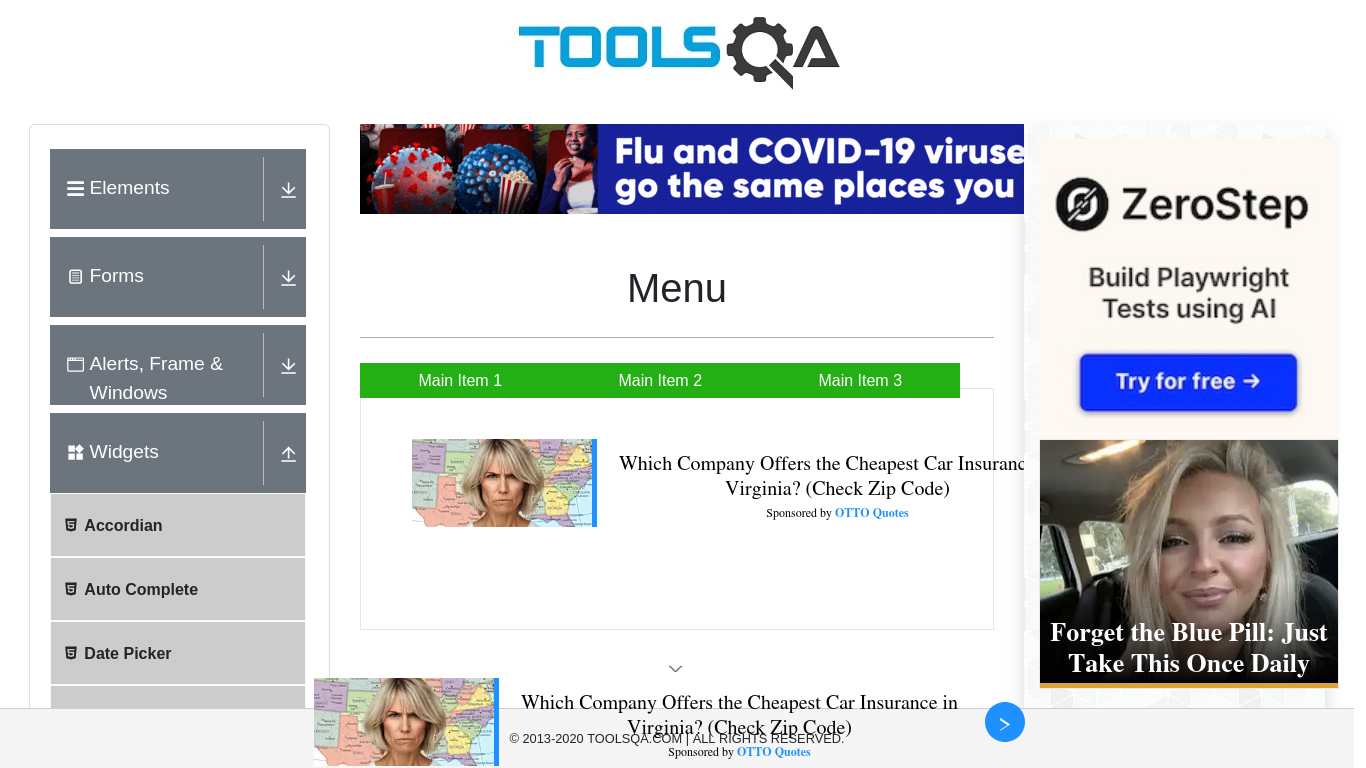 TOOLSQA
Elements
Forms
Alerts, Frame &
Windows
Widgets
Accordian
Auto Complete
Date Picker
Flu and COVID-19 viruse
go the same places you
Menu
Main Item 1
Main Item 2
Main Item 3
Which Company Offers the Cheapest Car Insuranc
Virginia? (Check Zip Code)
Sponsored by OTTO Quotes
ZeroStep
Build Playwright
Tests using AI
Try for free →
Forget the Blue Pill: Just
Take This Once Daily
Which Company Offers the Cheapest Car Insurance in
Virginia? (Check Zip Code)
Sponsored by OTTO Quotes
© 2013-2020 TOOLSQA.COM | ALL RIGHTS RESERVED.